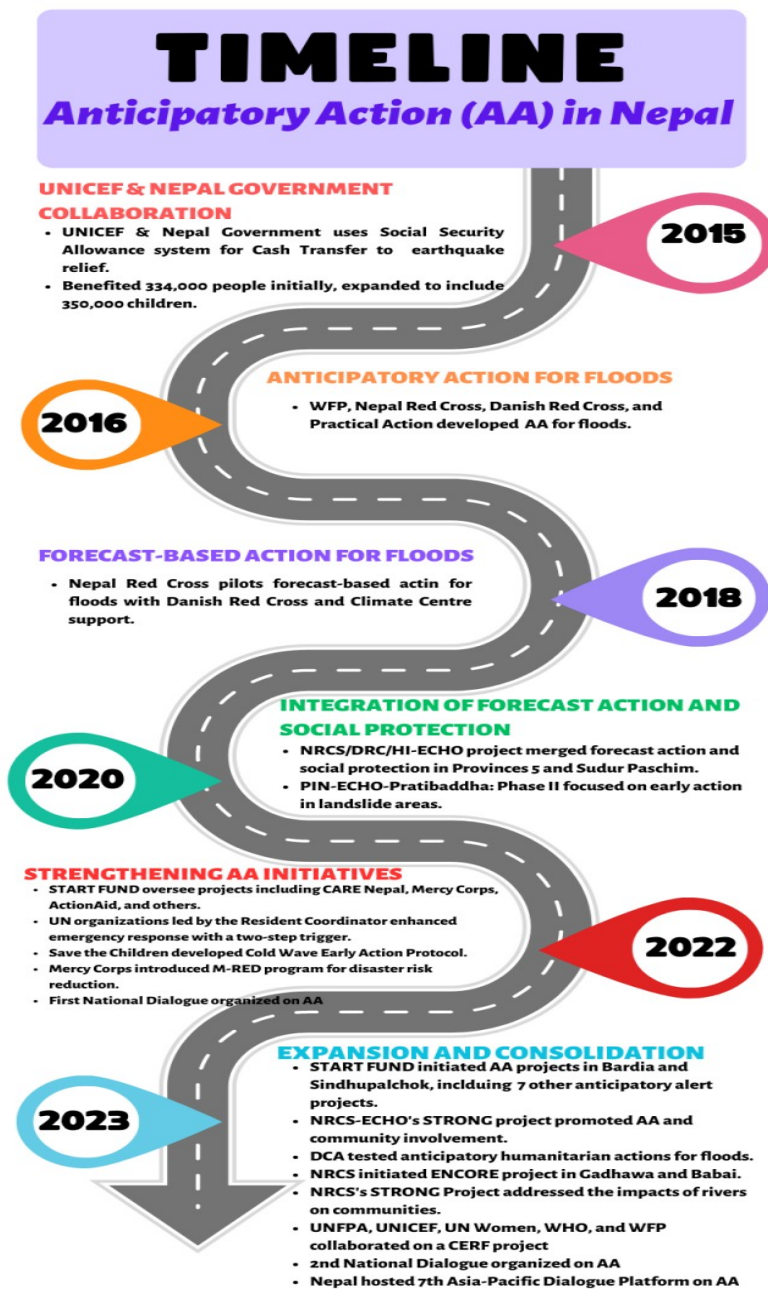 TIMELINE
Anticipatory Action (AA) in Nepal
UNICEF & NEPAL GOVERNMENT
COLLABORATION
• UNICEF & Nepal Government uses Social Security
Allowance system for Cash Transfer to earthquake
relief.
• Benefited 334,000 people initially, expanded to include
350,000 children.
2015
ANTICIPATORY ACTION FOR FLOODS
• WFP, Nepal Red Cross, Danish Red Cross, and
Practical Action developed AA for floods.
2016
FORECAST-BASED ACTION FOR FLOODS
• Nepal Red Cross pilots forecast-based actin for
floods with Danish Red Cross and Climate Centre
support.
2018
INTEGRATION OF FORECAST ACTION AND
SOCIAL PROTECTION
• NRCS/DRC/HI-ECHO project merged forecast action and
social protection in Provinces 5 and Sudur Paschim.
• PIN-ECHO-Pratibaddha: Phase II focused on early action
in landslide areas.
2020
STRENGTHENING AA INITIATIVES
• START FUND oversee projects including CARE Nepal, Mercy Corps,
ActionAid, and others.
• UN organizations led by the Resident Coordinator enhanced
emergency response with a two-step trigger.
• Save the Children developed Cold Wave Early Action Protocol.
• Mercy Corps introduced M-RED program for disaster risk
reduction.
• First National Dialogue organized on AA
2022
EXPANSION AND CONSOLIDATION
• START FUND initiated AA projects in Bardia and
Sindhupalchok, inclduing 7 other anticipatory alert
projects.
• NRCS-ECHO's STRONG project promoted AA and
community involvement.
• DCA tested anticipatory humanitarian actions for floods.
• NRCS initiated ENCORE project in Gadhawa and Babai.
• NRCS's STRONG Project addressed the impacts of rivers
on communities.
• UNFPA, UNICEF, UN Women, WHO, and WFP
collaborated on a CERF project
• 2nd National Dialogue organized on AA
• Nepal hosted 7th Asia-Pacific Dialogue Platform on AA
2023